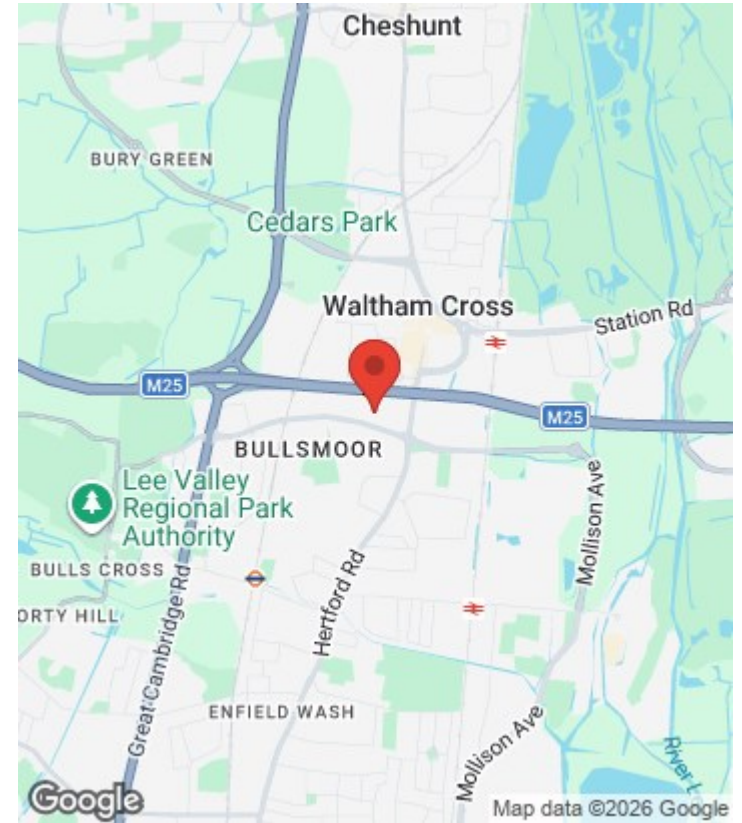 Cheshunt
BURY GREEN
Cedars Park
Waltham Cross
Station Rd
M25
M25
BULLSMOOR
Lee Valley
Regional Park
Authority
Mollison Ave
BULLS CROSS
ORTY HILL
Hertford Rd
Great Cambridge Rd
ENFIELD WASH
Mollison Ave
River L
Google
Map data ©2026 Google